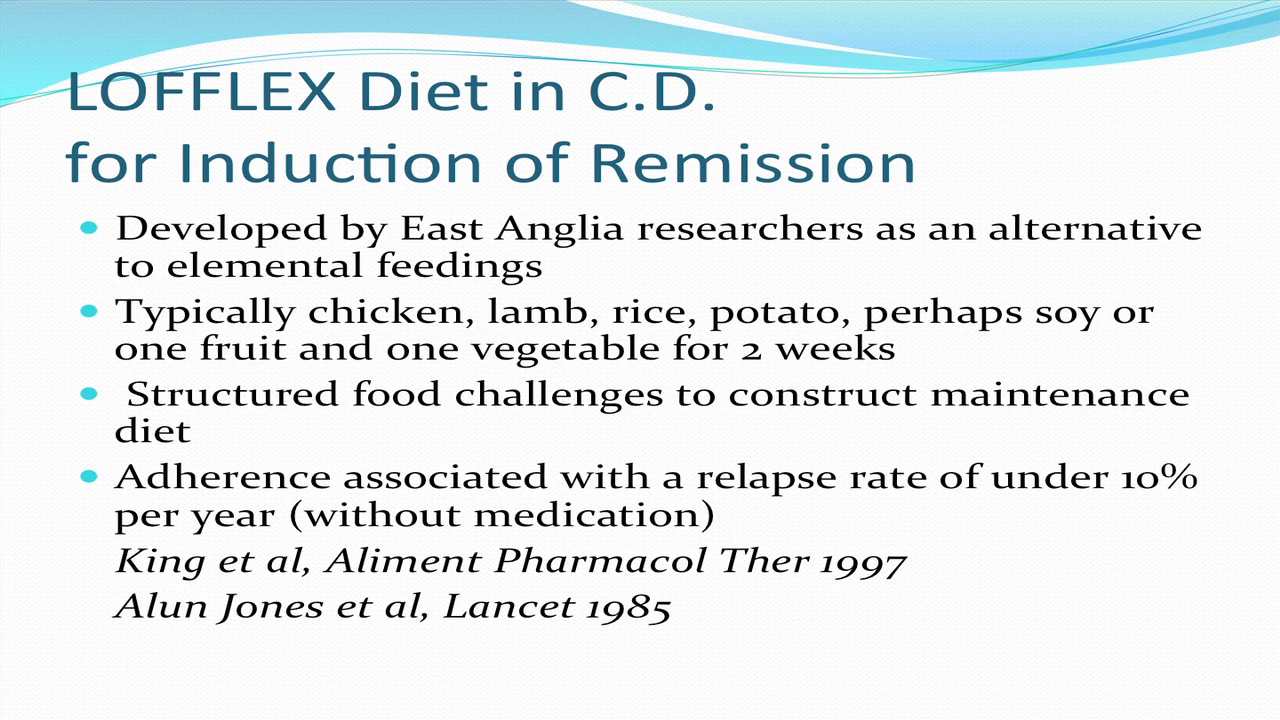 LOFFLEX Diet in C.D.
for Induction of Remission
• Developed by East Anglia researchers as an alternative
to elemental feedings
• Typically chicken, lamb, rice, potato, perhaps soy or
one fruit and one vegetable for 2 weeks
• Structured food challenges to construct maintenance
diet
• Adherence associated with a relapse rate of under 10%
per year (without medication)
King et al, Aliment Pharmacol Ther 1997
Alun Jones et al, Lancet 1985